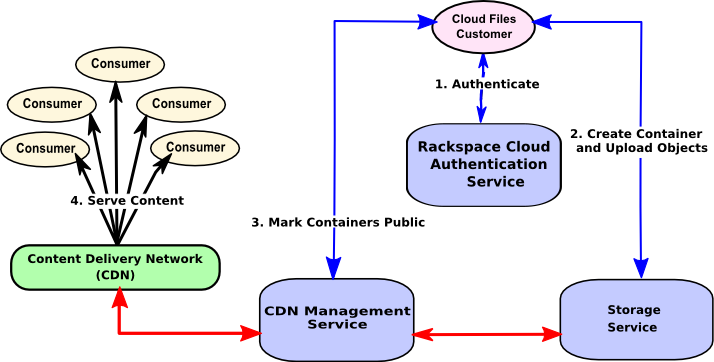 Cloud Files
Customer
Consumer
Consumer
Consumer
Consumer
Consumer
1. Authenticate
Rackspace Cloud
Authentication
Service
2. Create Container
and Upload Objects
4. Serve Content
3. Mark Containers Public
Content Delivery Network
(CDN)
CDN Management
Service
Storage
Service